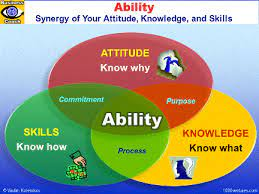 Ability
Synergy of Your Attitude, Knowledge, and Skills
ATTITUDE
Know why
Commitment
Purpose
Ability
SKILLS
Know how
KNOWLEDGE
Know what
Process
© Vadim Kotelnikov
1000ventures.com